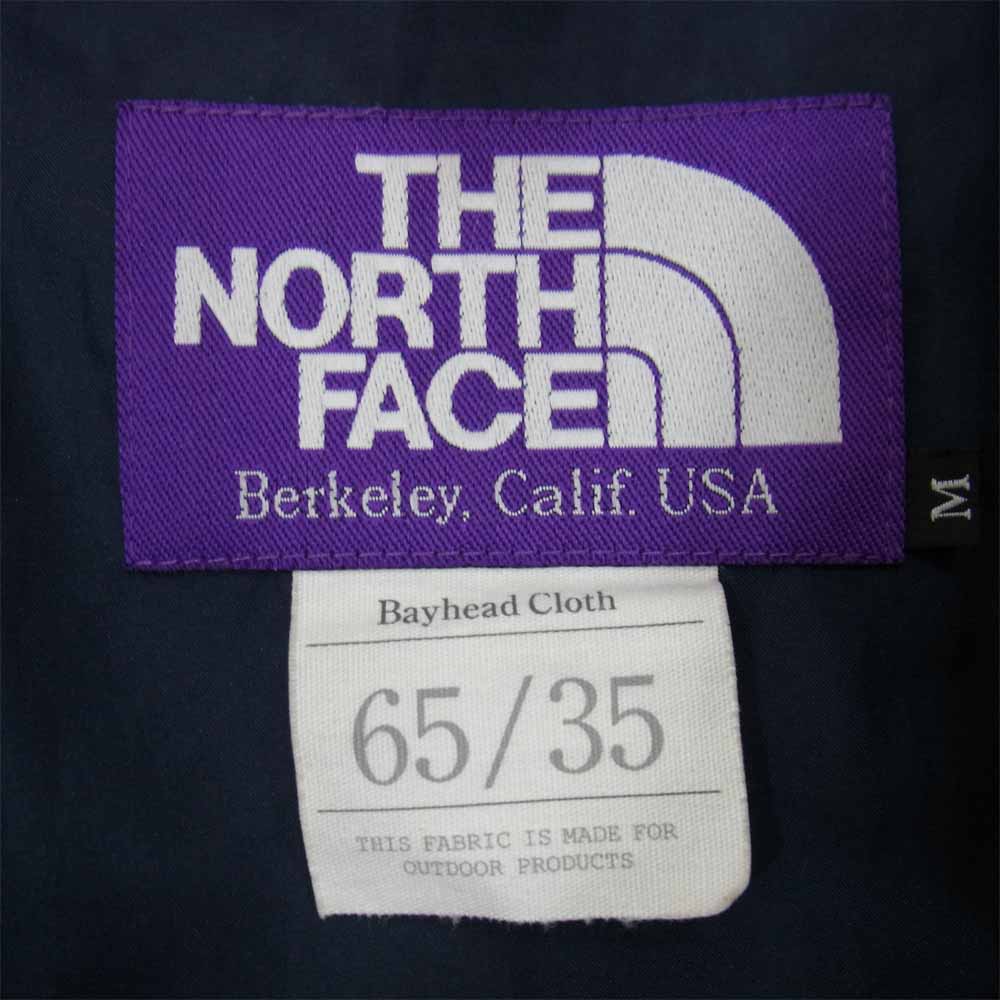 THE
NORTH
FACE
Berkeley, Calif. USA
M
Bayhead Cloth
65/35
THIS FABRIC IS MADE FOR
OUTDOOR PRODUCTS